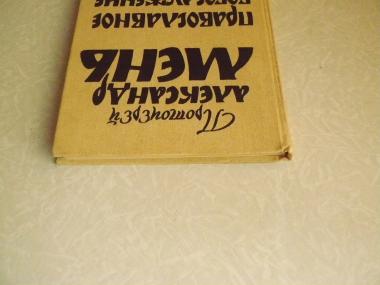 Протоиерей
АЛЕКСАНДР
МЕНЬ
ПРАВОСЛАВНОЕ
БОГОСЛУЖЕНИЕ